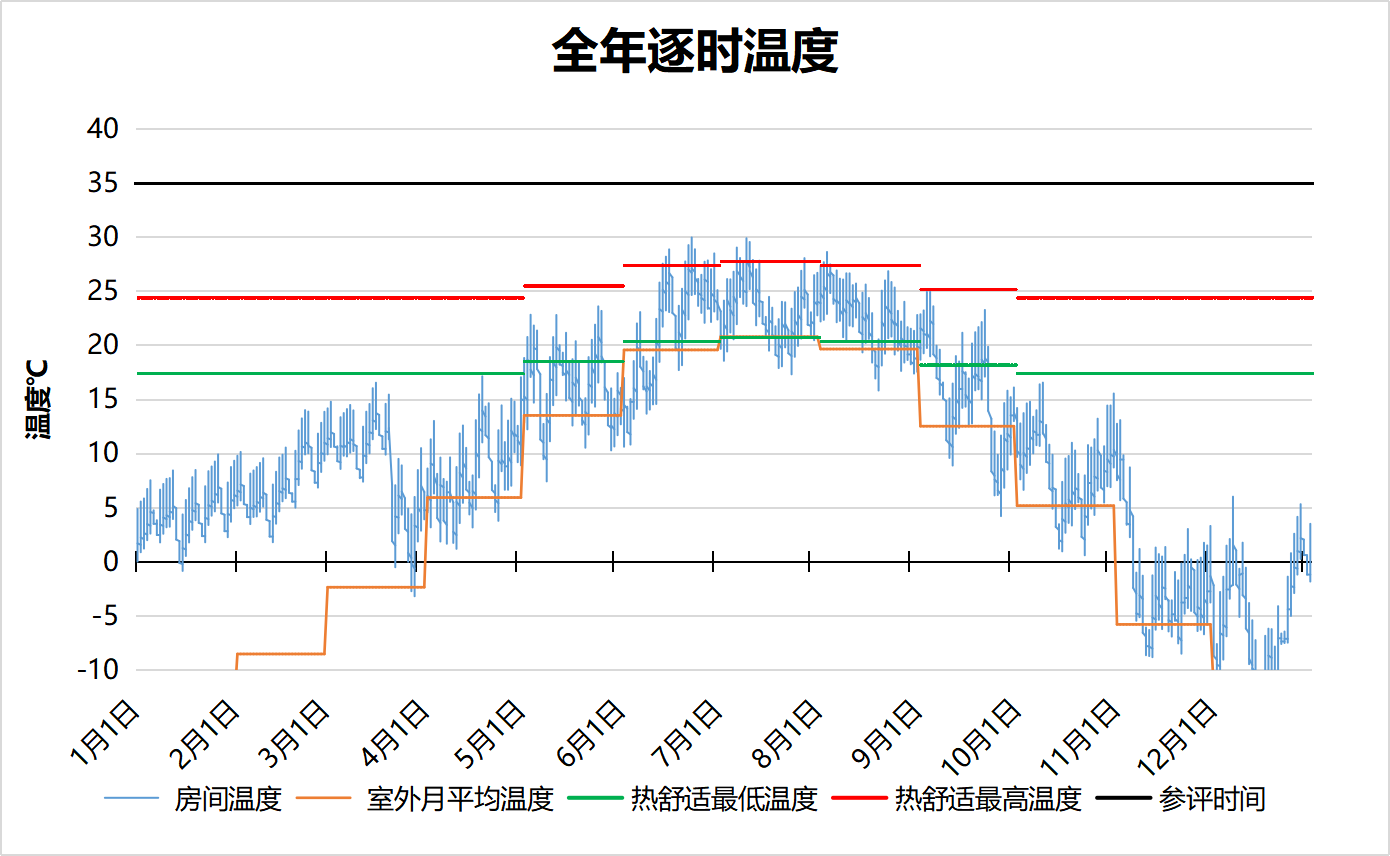 全年逐时温度
40
35
30
25
20
15
10
5
0
-5
-10
温度℃
1月1日
2月1日
3月1日
4月1日
5月1日
6月1日
7月1日
8月1日
9月1日
10月1日
11月1日
12月1日
房间温度 室外月平均温度 热舒适最低温度 热舒适最高温度 参评时间